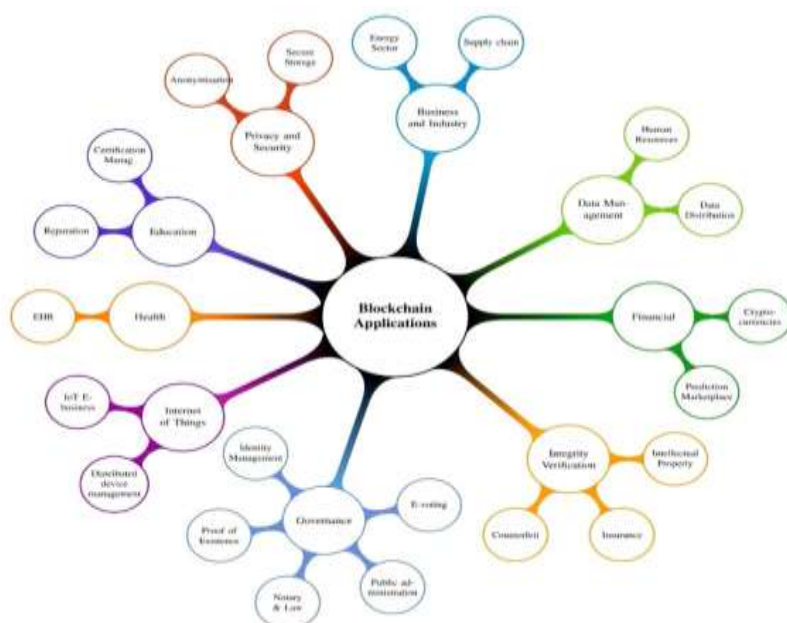 Energy
Sector
Supply chain
Secure
Storage
Anonymisation
Business
and Industry
Privacy and
Security
Human
Resources
Certification
Manag.
Data Man-
agement
Data
Distribution
Reputation
Education
Blockchain
Applications
EHR
Health
Financial
Crypto-
currencies
Prediction
Marketplace
IoT E-
business
Internet
of Things
Distributed
device
management
Identity
Management
Integrity
Verification
Intellectual
Property
E-voting
Governance
Proof of
Existence
Counterfeit
Insurance
Notary
& Law
Public ad-
ministration